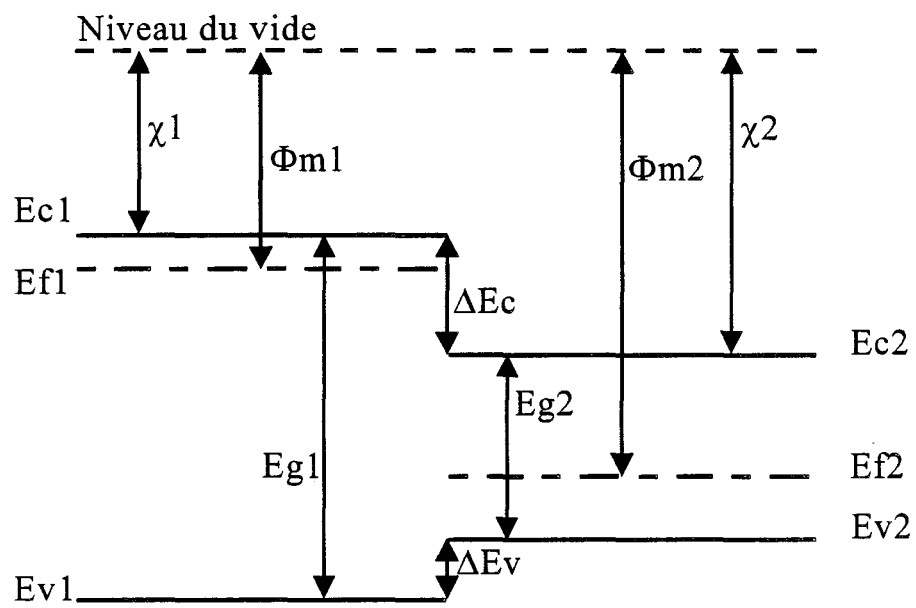 Niveau du vide
χ1
Φm1
Φm2
χ2
Ec1
Ef1
ΔEc
Ec2
Eg2
Eg1
Ef2
Ev2
ΔEv
Ev1